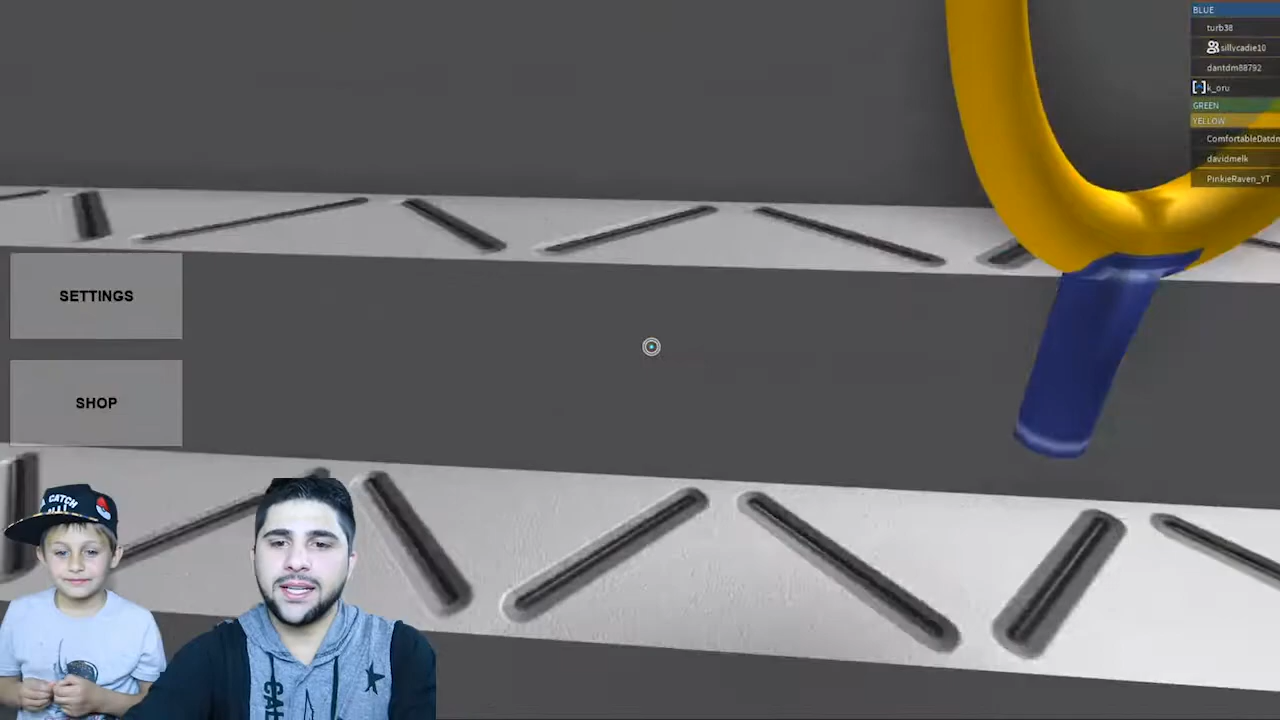 BLUE
turb38
sillycadie10
dantdm88792
k_oru
GREEN
YELLOW
ComfortableDatdm
davidmelk
PinkieRaven_YT
SETTINGS
SHOP
CATCH